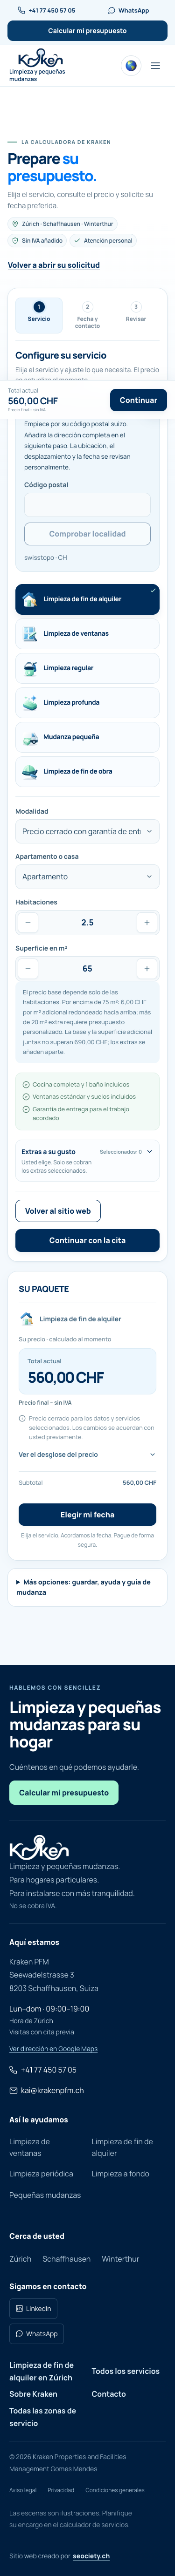 +41 77 450 57 05
WhatsApp
Calcular mi presupuesto
Kraken
Limpieza y pequeñas
mudanzas
LA CALCULADORA DE KRAKEN
Prepare su
presupuesto.
Elija el servicio, consulte el precio y solicite su
fecha preferida.
Zúrich · Schaffhausen · Winterthur
Sin IVA añadido
Atención personal
Volver a abrir su solicitud
1
Servicio
2
Fecha y
contacto
3
Revisar
Configure su servicio
Elija el servicio y ajuste lo que necesita. El precio
Total actual
560,00 CHF
Precio final – sin IVA
Continuar
Empiece por su código postal suizo.
Añadirá la dirección completa en el
siguiente paso. La ubicación, el
desplazamiento y la fecha se revisan
personalmente.
Código postal
Comprobar localidad
swisstopo · CH
Limpieza de fin de alquiler
Limpieza de ventanas
Limpieza regular
Limpieza profunda
Mudanza pequeña
Limpieza de fin de obra
Modalidad
Precio cerrado con garantía de ent
Apartamento o casa
Apartamento
Habitaciones
− 2.5 +
Superficie en m²
− 65 +
El precio base depende solo de las
habitaciones. Por encima de 75 m²: 6,00 CHF
por m² adicional redondeado hacia arriba; más
de 20 m² extra requiere presupuesto
personalizado. La base y la superficie adicional
juntas no superan 690,00 CHF; los extras se
añaden aparte.
Cocina completa y 1 baño incluidos
Ventanas estándar y suelos incluidos
Garantía de entrega para el trabajo
acordado
Extras a su gusto
Seleccionados: 0
Usted elige. Solo se cobran
los extras seleccionados.
Volver al sitio web
Continuar con la cita
SU PAQUETE
Limpieza de fin de alquiler
Su precio · calculado al momento
Total actual
560,00 CHF
Precio final – sin IVA
Precio cerrado para los datos y servicios
seleccionados. Los cambios se acuerdan con
usted previamente.
Ver el desglose del precio
Subtotal
560,00 CHF
Elegir mi fecha
Elija el servicio. Acordamos la fecha. Pague de forma
segura.
Más opciones: guardar, ayuda y guía de
mudanza
HABLEMOS CON SENCILLEZ
Limpieza y pequeñas
mudanzas para su
hogar
Cuéntenos en qué podemos ayudarle.
Calcular mi presupuesto
Kraken
Limpieza y pequeñas mudanzas.
Para hogares particulares.
Para instalarse con más tranquilidad.
No se cobra IVA.
Aquí estamos
Kraken PFM
Seewadelstrasse 3
8203 Schaffhausen, Suiza
Lun–dom · 09:00–19:00
Hora de Zúrich
Visitas con cita previa
Ver dirección en Google Maps
+41 77 450 57 05
kai@krakenpfm.ch
Así le ayudamos
Limpieza de
ventanas
Limpieza de fin de
alquiler
Limpieza periódica
Limpieza a fondo
Pequeñas mudanzas
Cerca de usted
Zúrich
Schaffhausen
Winterthur
Sigamos en contacto
LinkedIn
WhatsApp
Limpieza de fin de
alquiler en Zúrich
Todos los servicios
Sobre Kraken
Contacto
Todas las zonas de
servicio
© 2026 Kraken Properties and Facilities
Management Gomes Mendes
Aviso legal
Privacidad
Condiciones generales
Las escenas son ilustraciones. Planifique
su encargo en el calculador de servicios.
Sitio web creado por seociety.ch